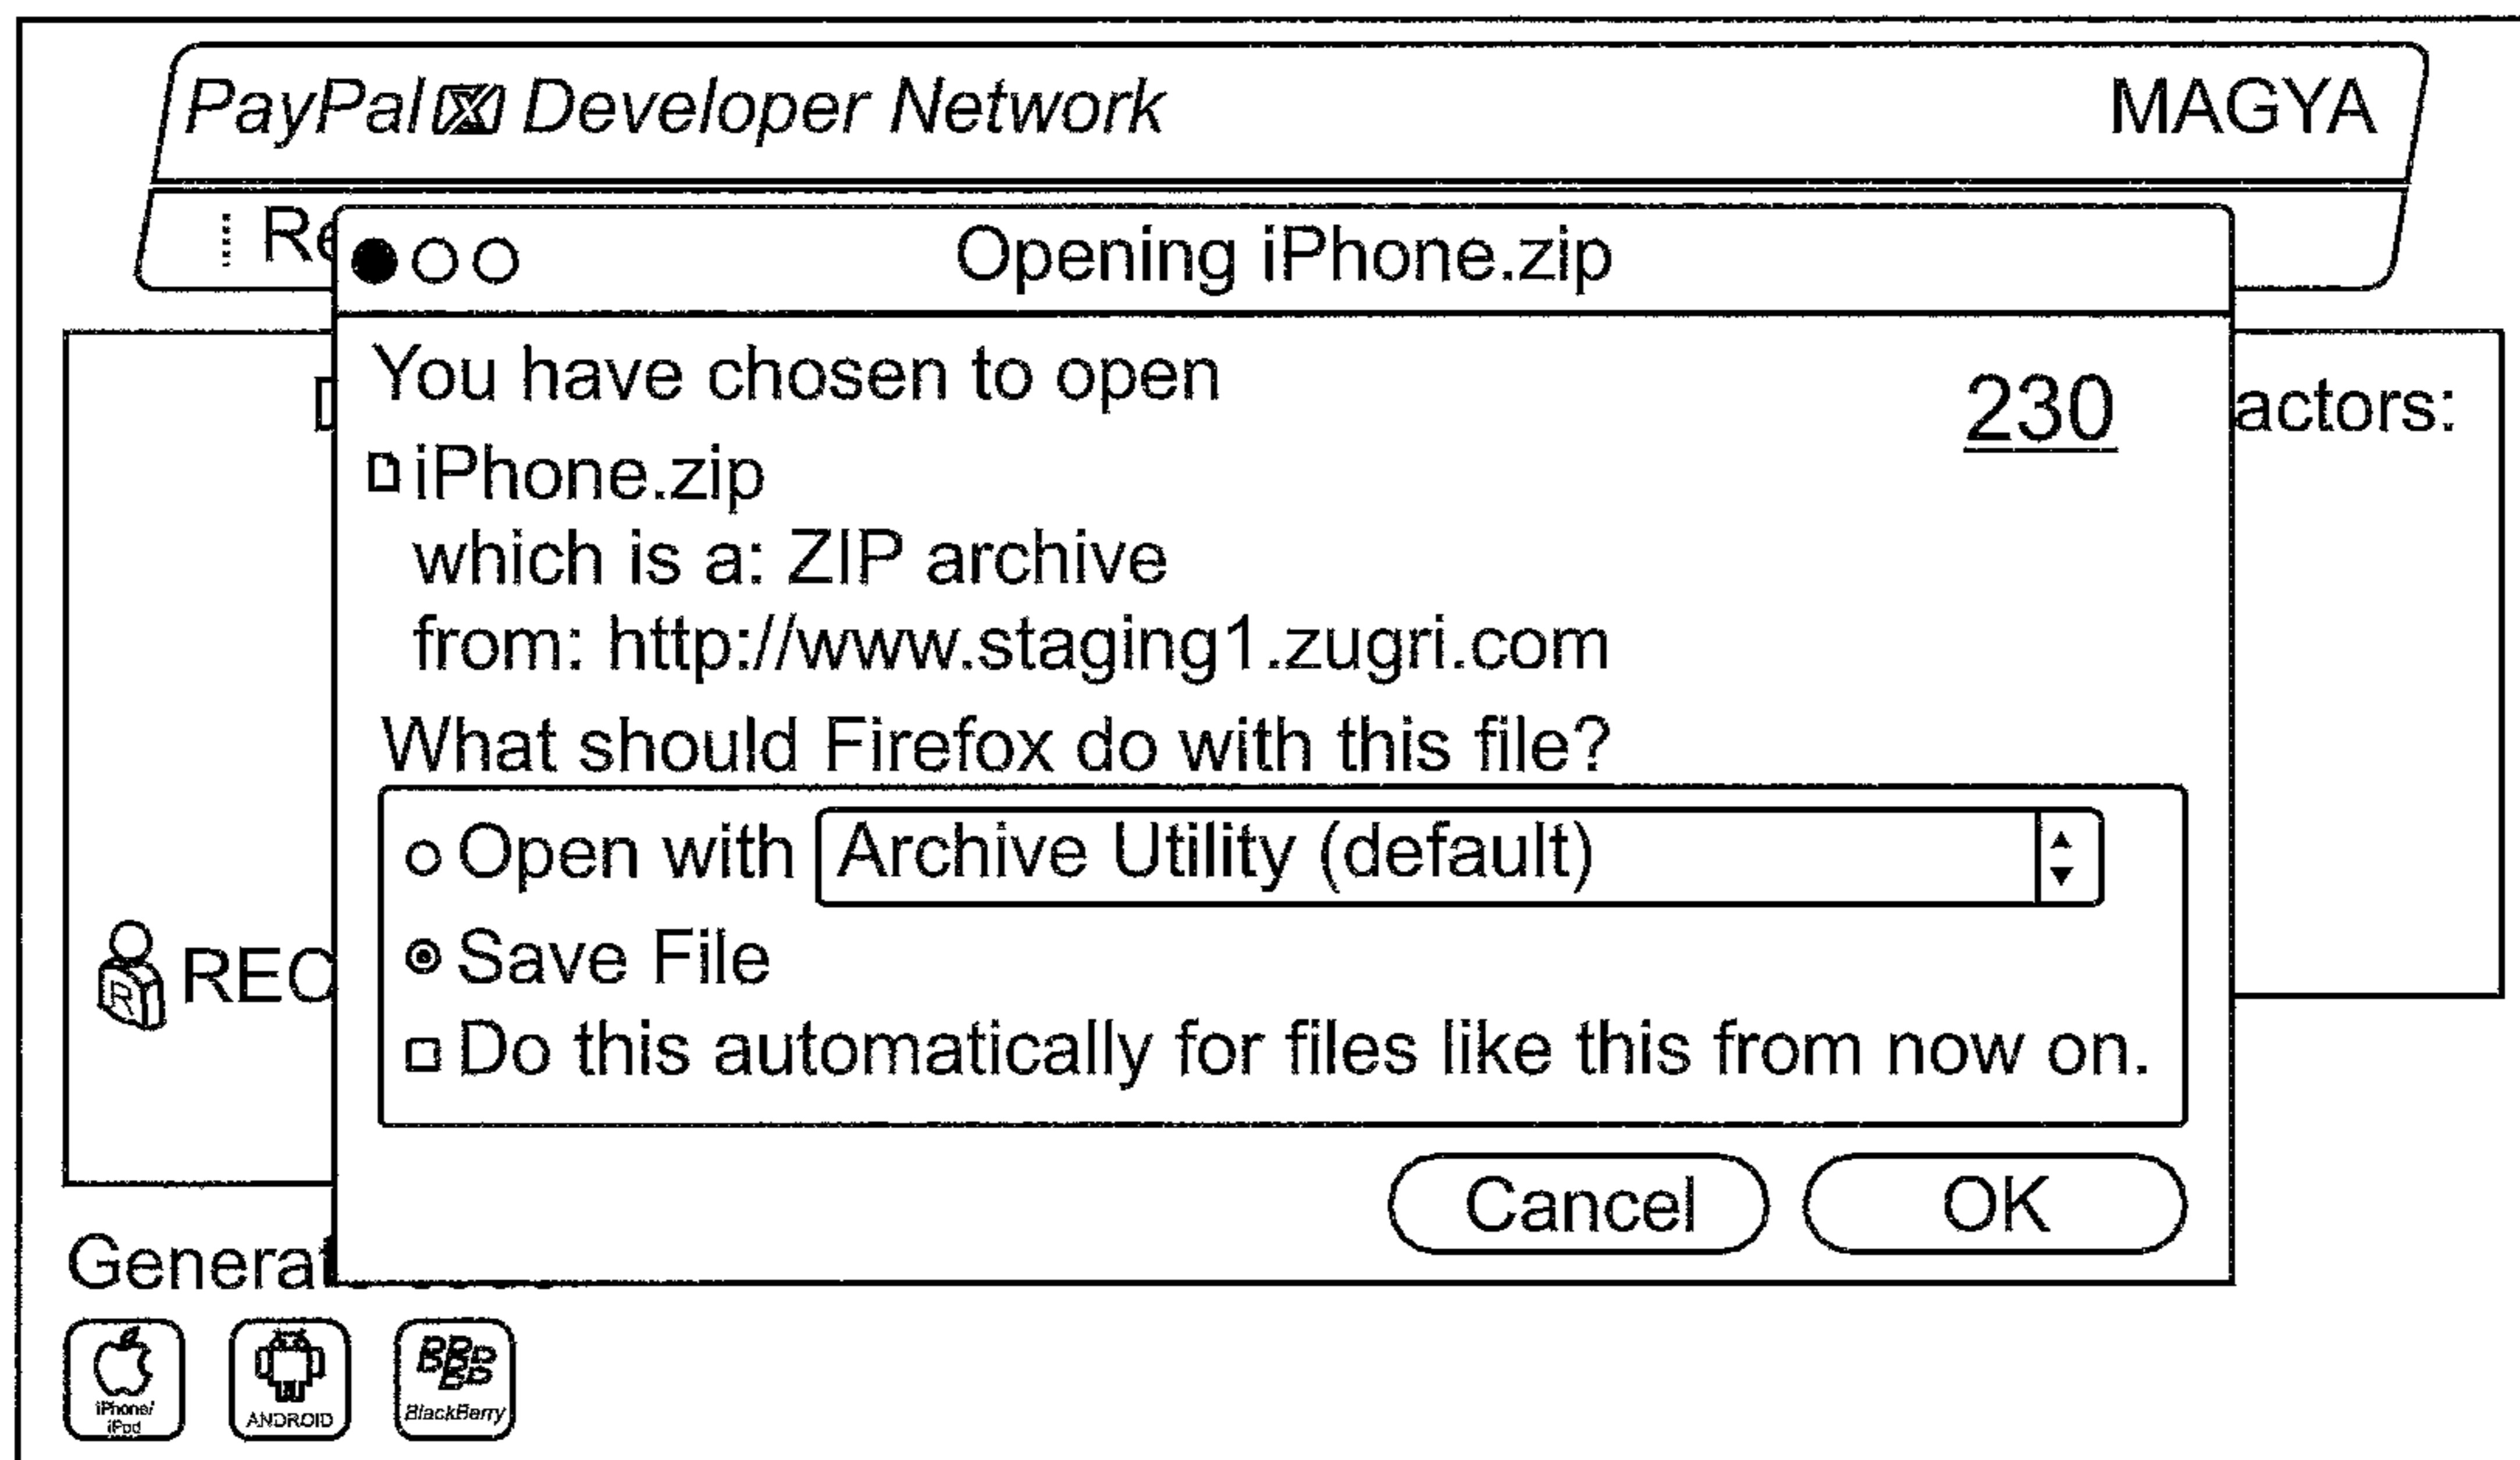 PayPal X Developer Network MAGYA
Re
Opening iPhone.zip
You have chosen to open
230
actors:
iPhone.zip
which is a: ZIP archive
from: http://www.staging1.zugri.com
What should Firefox do with this file?
Open with Archive Utility (default)
Save File
REC
Do this automatically for files like this from now on.
Cancel OK
Generat
iPhone/
iPod
ANDROID
BlackBerry